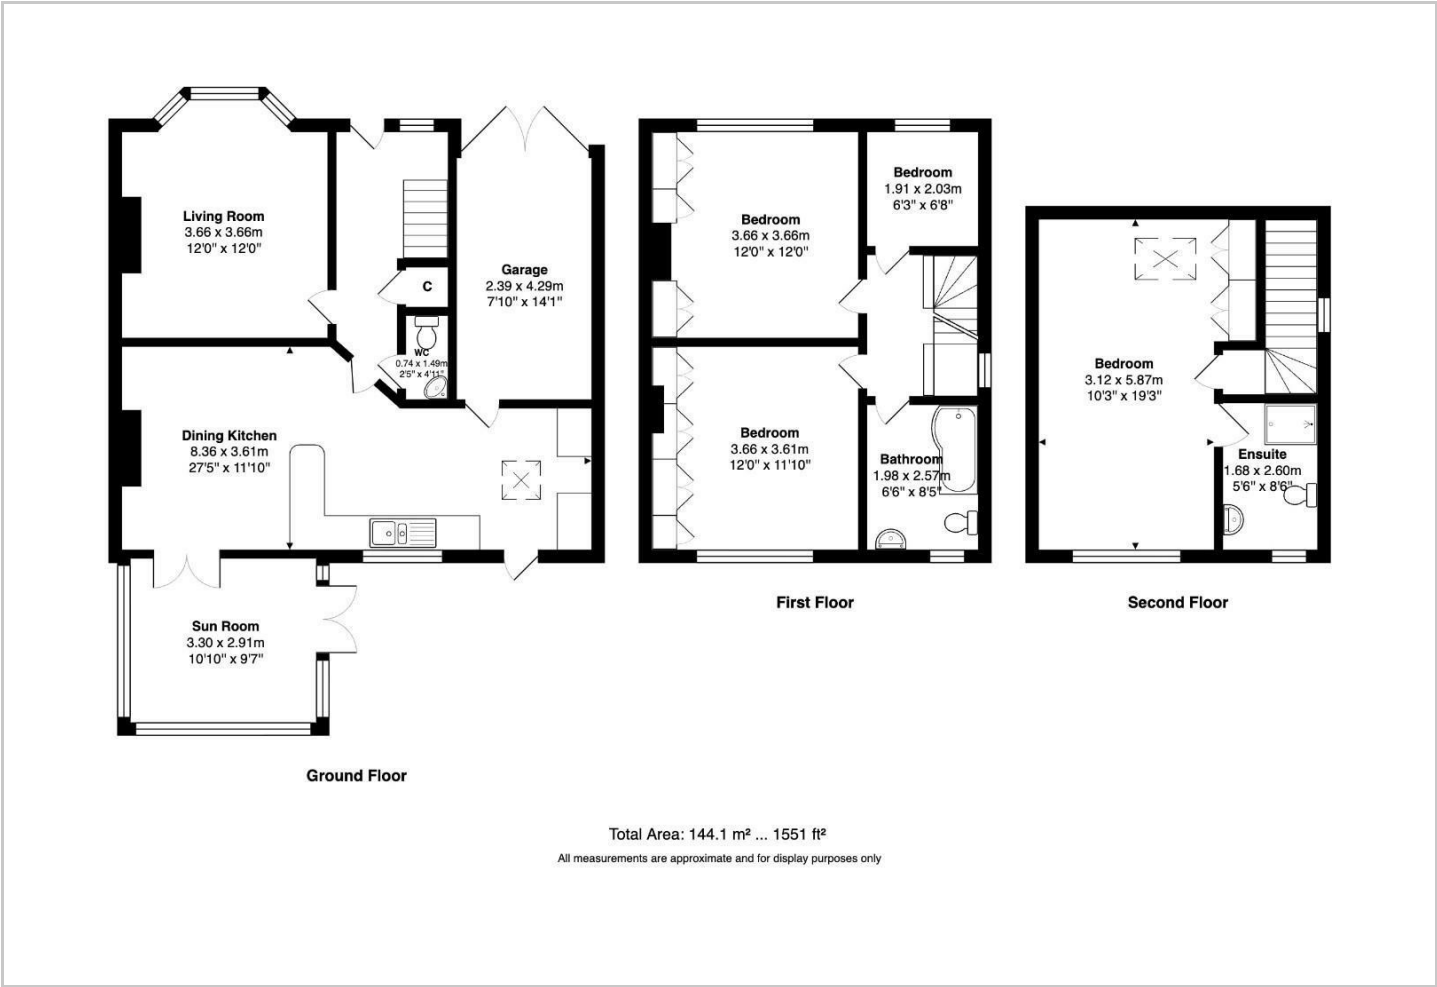 Living Room
3.66 x 3.66m
12'0" x 12'0"
Garage
2.39 x 4.29m
7'10" x 14'1"
C
WC
0.74 x 1.49m
2'5" x 4'11"
Dining Kitchen
8.36 x 3.61m
27'5" x 11'10"
Sun Room
3.30 x 2.91m
10'10" x 9'7"
Ground Floor
Bedroom
1.91 x 2.03m
6'3" x 6'8"
Bedroom
3.66 x 3.66m
12'0" x 12'0"
Bedroom
3.66 x 3.61m
12'0" x 11'10"
Bathroom
1.98 x 2.57m
6'6" x 8'5"
First Floor
Bedroom
3.12 x 5.87m
10'3" x 19'3"
Ensuite
1.68 x 2.60m
5'6" x 8'6"
Second Floor
Total Area: 144.1 m² ... 1551 ft²
All measurements are approximate and for display purposes only